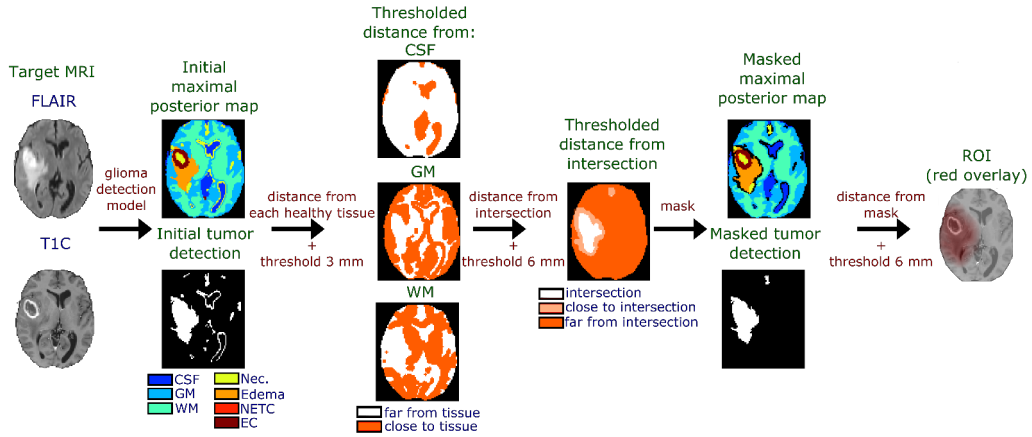 Target MRI
FLAIR
T1C
glioma
detection
model
Initial
maximal
posterior map
Initial tumor
detection
CSF
GM
WM
Nec.
Edema
NETC
EC
distance from
each healthy tissue
+
threshold 3 mm
Thresholded
distance from:
CSF
GM
WM
far from tissue
close to tissue
distance from
intersection
+
threshold 6 mm
Thresholded
distance from
intersection
intersection
close to intersection
far from intersection
mask
Masked
maximal
posterior map
Masked tumor
detection
distance from
mask
+
threshold 6 mm
ROI
(red overlay)